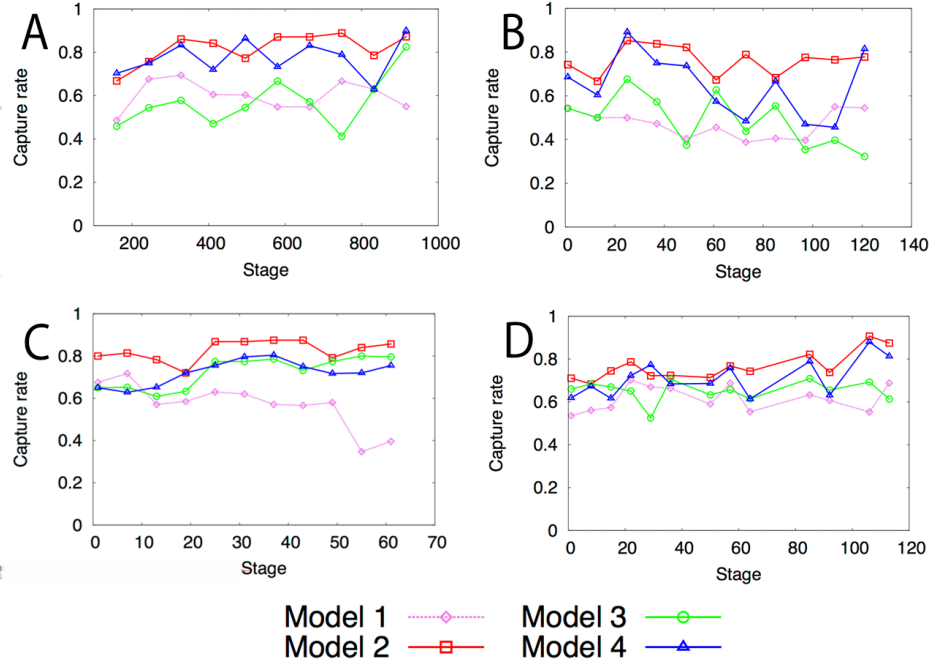 A
Capture rate
1
0.8
0.6
0.4
0.2
0
200 400 600 800 1000
Stage
B
Capture rate
1
0.8
0.6
0.4
0.2
0
0 20 40 60 80 100 120 140
Stage
C
Capture rate
1
0.8
0.6
0.4
0.2
0
0 10 20 30 40 50 60 70
Stage
D
Capture rate
1
0.8
0.6
0.4
0.2
0
0 20 40 60 80 100 120
Stage
Model 1 Model 3
Model 2 Model 4